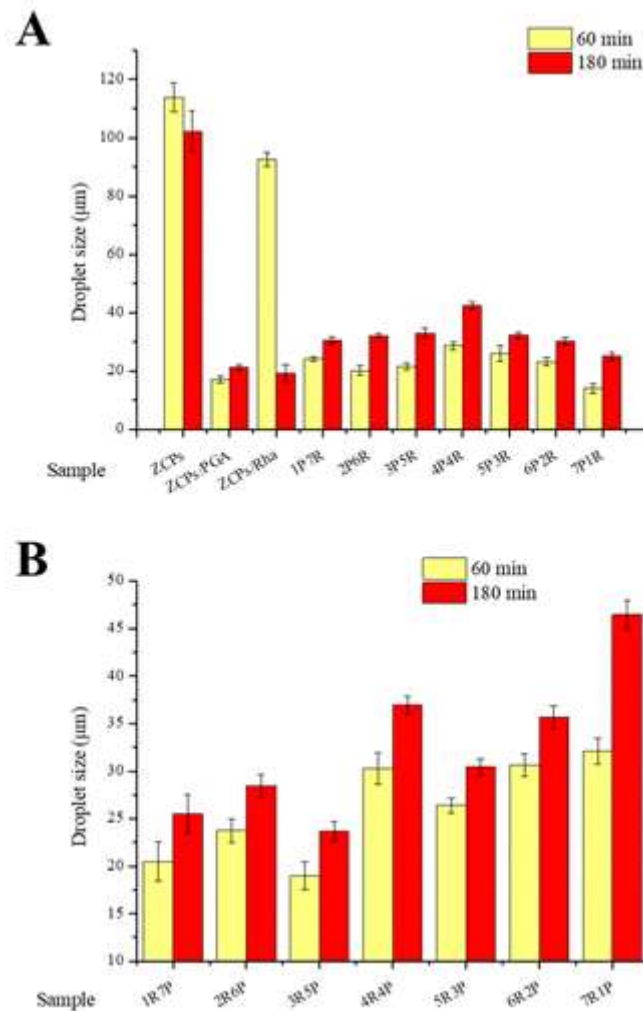 A
60 min
180 min
120
100
80
60
40
20
0
Droplet size (μm)
Sample
ZCPs
ZCPs-PGA
ZCPs-Rha
1P7R
2P6R
3P5R
4P4R
5P3R
6P2R
7P1R
B
60 min
180 min
50
45
40
35
30
25
20
15
10
Droplet size (μm)
Sample
1R7P
2R6P
3R5P
4R4P
5R3P
6R2P
7R1P